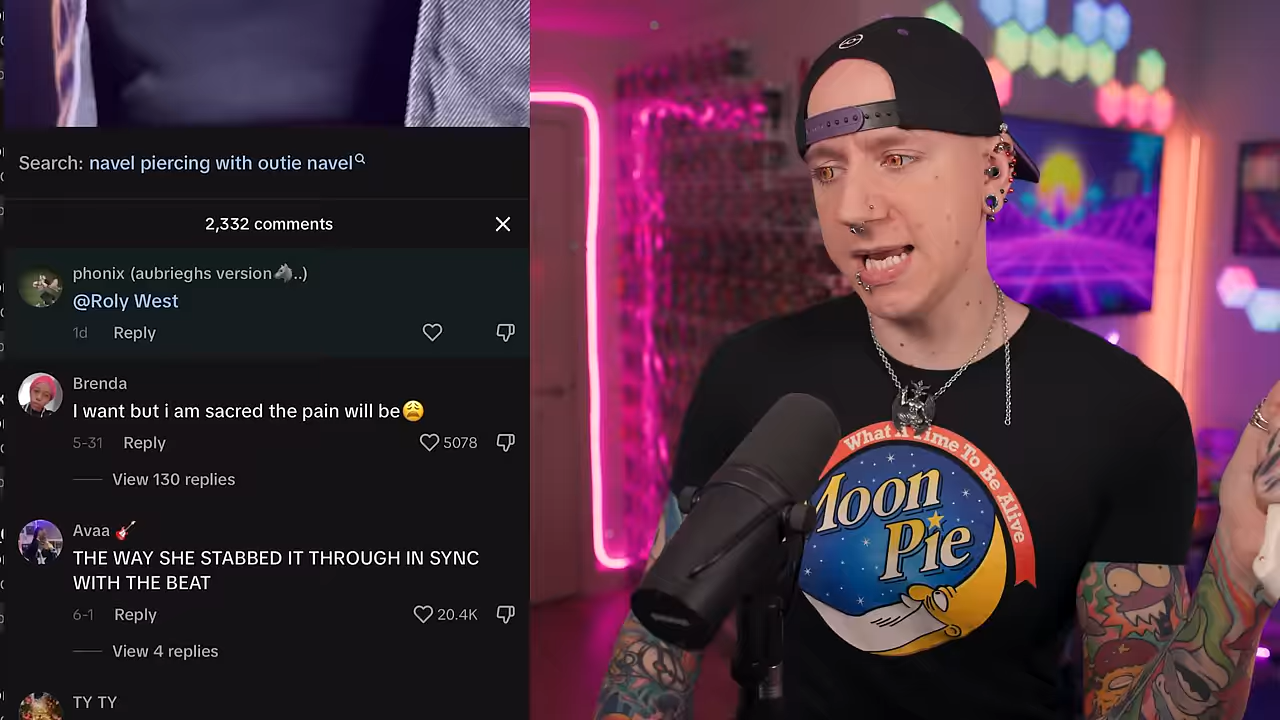 Search: navel piercing with outie navel
2,332 comments
phonix (aubrieghs version🐴..)
@Roly West
1d Reply
Brenda
I want but i am sacred the pain will be😩
5-31 Reply 5078
View 130 replies
Avaa 🎸
THE WAY SHE STABBED IT THROUGH IN SYNC
WITH THE BEAT
6-1 Reply 20.4K
View 4 replies
TY TY
What A Time To Be Alive
Moon
Pie